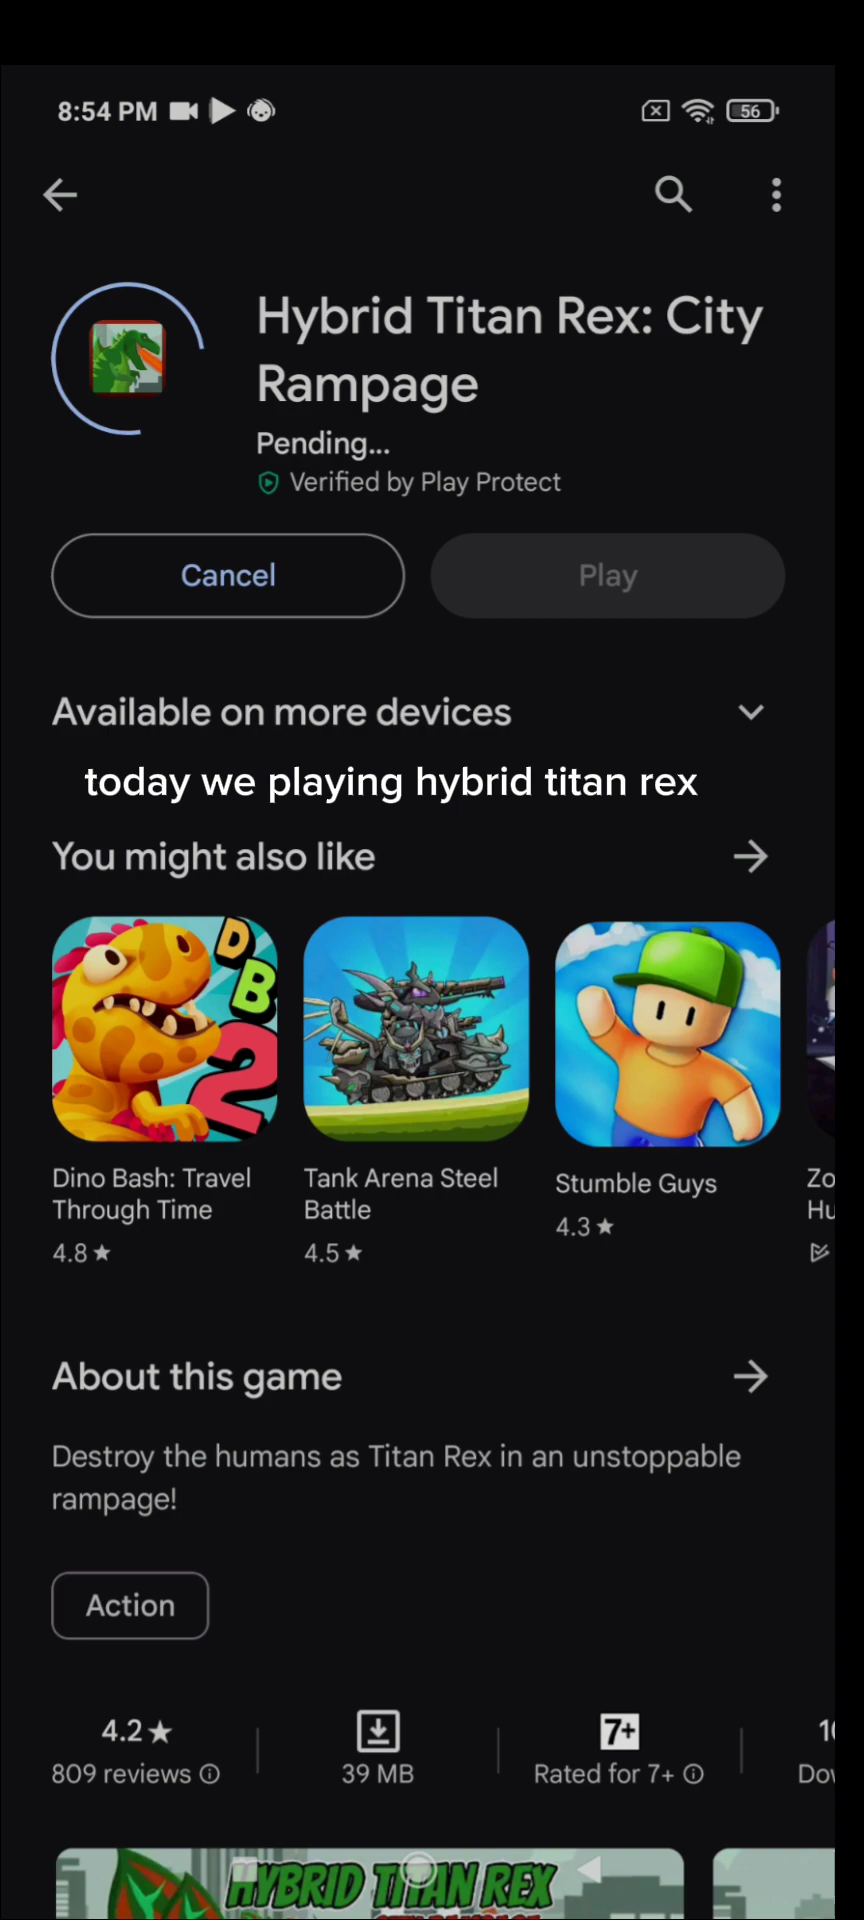 8:54 PM
56
Hybrid Titan Rex: City
Rampage
Pending...
Verified by Play Protect
Cancel
Play
Available on more devices
today we playing hybrid titan rex
You might also like
DB2
Dino Bash: Travel
Through Time
4.8★
Tank Arena Steel
Battle
4.5★
Stumble Guys
4.3★
Zo
Hu
About this game
Destroy the humans as Titan Rex in an unstoppable
rampage!
Action
4.2★
809 reviews
39 MB
7+
Rated for 7+
HYBRID TITAN REX